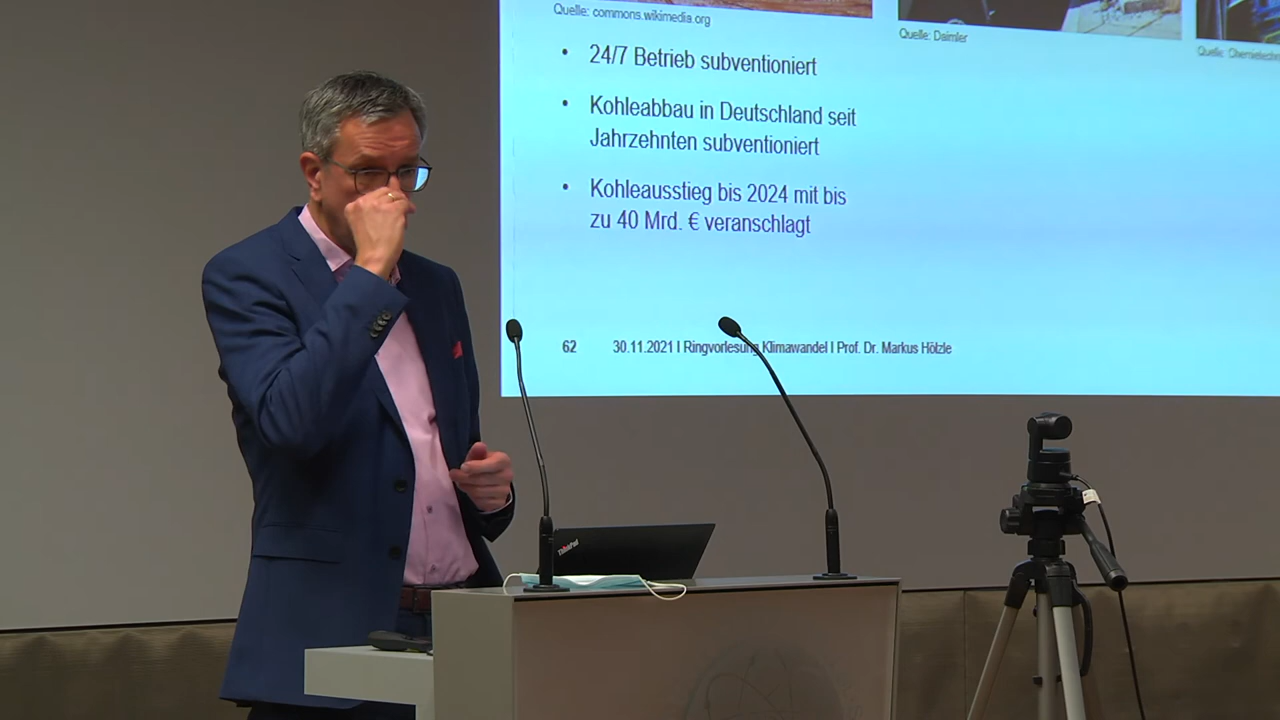 Quelle: commons.wikimedia.org
Quelle: Daimler
• 24/7 Betrieb subventioniert
• Kohleabbau in Deutschland seit
Jahrzehnten subventioniert
• Kohleausstieg bis 2024 mit bis
zu 40 Mrd. € veranschlagt
62 30.11.2021 I Ringvorlesung Klimawandel I Prof. Dr. Markus Hölzle
ThinkPad